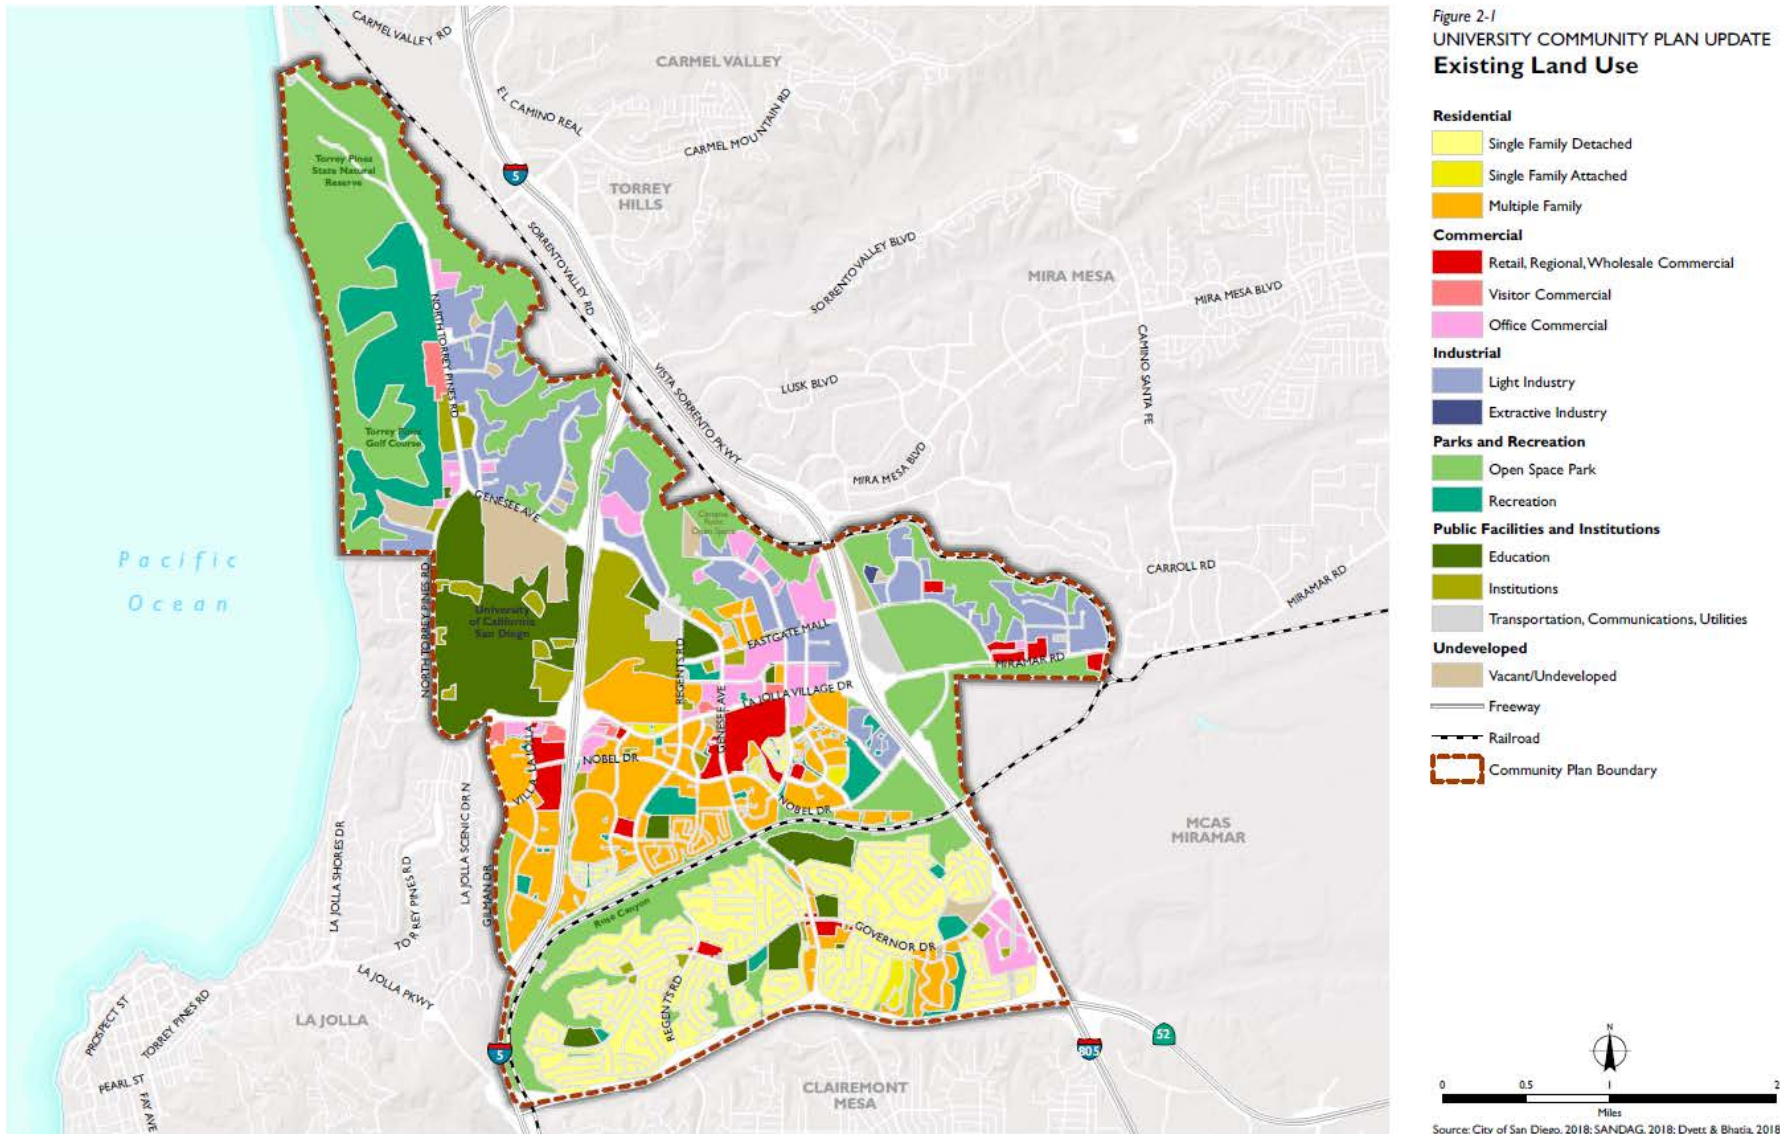 Figure 2-1
UNIVERSITY COMMUNITY PLAN UPDATE
Existing Land Use
Residential
Single Family Detached
Single Family Attached
Multiple Family
Commercial
Retail, Regional, Wholesale Commercial
Visitor Commercial
Office Commercial
Industrial
Light Industry
Extractive Industry
Parks and Recreation
Open Space Park
Recreation
Public Facilities and Institutions
Education
Institutions
Transportation, Communications, Utilities
Undeveloped
Vacant/Undeveloped
Freeway
Railroad
Community Plan Boundary
N
0 0.5 1 2
Miles
Source: City of San Diego, 2018; SANDAG, 2018; Dyett & Bhatia, 2018
CARMEL VALLEY RD
CARMEL VALLEY
EL CAMINO REAL
CARMEL MOUNTAIN RD
5
TORREY
HILLS
Torrey Pines
State Natural
Reserve
SORRENTO VALLEY RD
SORRENTO VALLEY BLVD
MIRA MESA
MIRA MESA BLVD
NORTH TORREY PINES RD
CAMINO SANTA FE
LUSK BLVD
VISTA SORRENTO PKWY
Torrey Pines
Golf Course
MIRA MESA BLVD
GENESEE AVE
Open Space
CARROLL RD
MIRAMAR RD
Pacific
Ocean
NORTH TORREY PINES RD
University
of California
San Diego
EASTGATE MALL
REGENTS RD
MIRAMAR RD
LA JOLLA VILLAGE DR
GENESEE AVE
VILLA LA JOLLA
NOBEL DR
NOBEL DR
LA JOLLA SCENIC DR N
LA JOLLA SHORES DR
TORREY PINES RD
GILMAN DR
MCAS
MIRAMAR
Rose Canyon
GOVERNOR DR
REGENTS RD
LA JOLLA PKWY
LA JOLLA
PROSPECT ST
TORREY PINES RD
PEARL ST
FAY AVE
5
805
52
CLAIREMONT
MESA